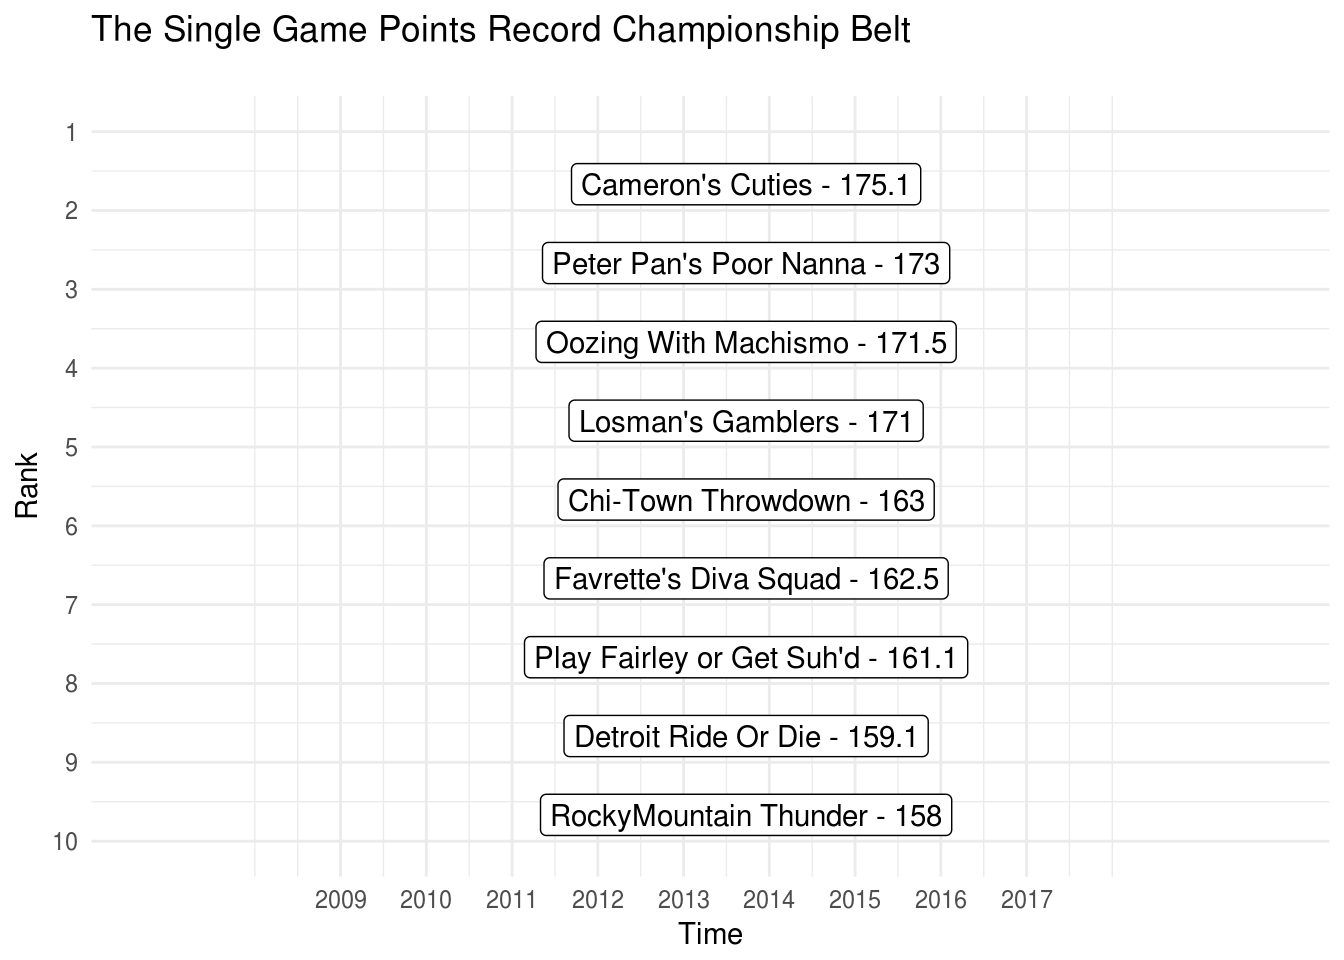 The Single Game Points Record Championship Belt
1
Cameron's Cuties - 175.1
2
Peter Pan's Poor Nanna - 173
3
Oozing With Machismo - 171.5
4
Losman's Gamblers - 171
5
Rank
Chi-Town Throwdown - 163
6
Favrette's Diva Squad - 162.5
7
Play Fairley or Get Suh'd - 161.1
8
Detroit Ride Or Die - 159.1
9
RockyMountain Thunder - 158
10
2009 2010 2011 2012 2013 2014 2015 2016 2017
Time